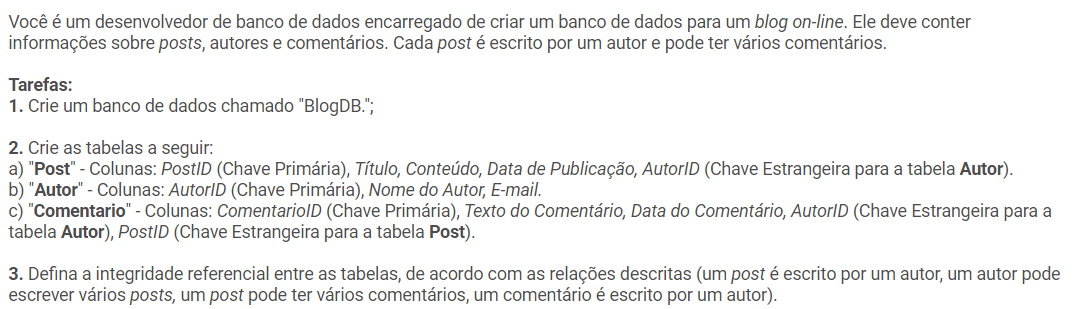 Você é um desenvolvedor de banco de dados encarregado de criar um banco de dados para um blog on-line. Ele deve conter
informações sobre posts, autores e comentários. Cada post é escrito por um autor e pode ter vários comentários.
Tarefas:
1. Crie um banco de dados chamado "BlogDB.";
2. Crie as tabelas a seguir:
a) "Post" - Colunas: PostID (Chave Primária), Título, Conteúdo, Data de Publicação, AutorID (Chave Estrangeira para a tabela Autor).
b) "Autor" - Colunas: AutorID (Chave Primária), Nome do Autor, E-mail.
c) "Comentario" - Colunas: ComentarioID (Chave Primária), Texto do Comentário, Data do Comentário, AutorID (Chave Estrangeira para a
tabela Autor), PostID (Chave Estrangeira para a tabela Post).
3. Defina a integridade referencial entre as tabelas, de acordo com as relações descritas (um post é escrito por um autor, um autor pode
escrever vários posts, um post pode ter vários comentários, um comentário é escrito por um autor).